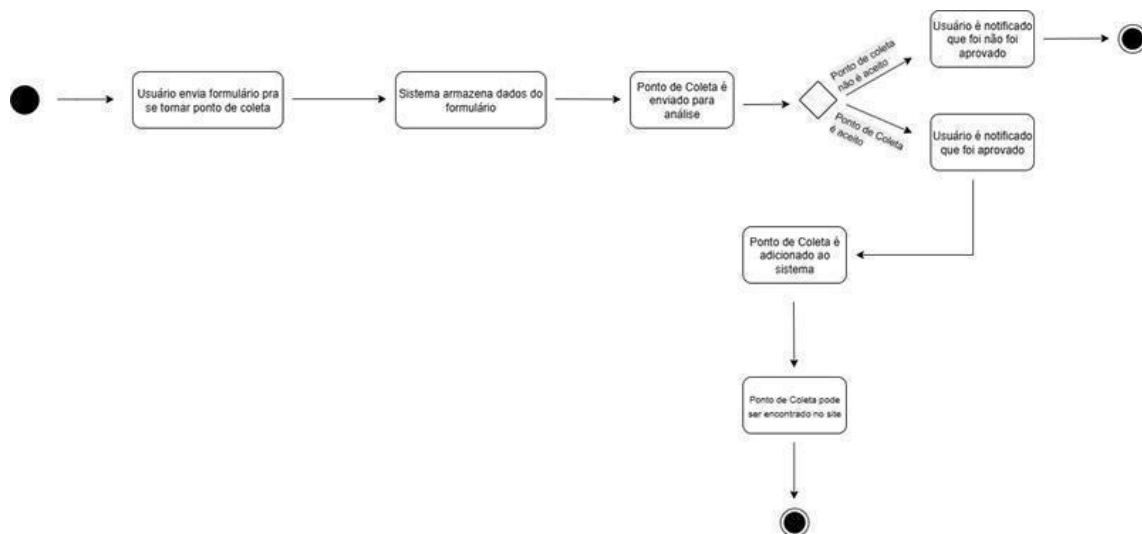 Usuário envia formulário pra
se tornar ponto de coleta
Sistema armazena dados do
formulário
Ponto de Coleta é
enviado para
análise
Ponto de coleta
não é aceito
Ponto de Coleta
é aceito
Usuário é notificado
que foi não foi
aprovado
Usuário é notificado
que foi aprovado
Ponto de Coleta é
adicionado ao
sistema
Ponto de Coleta pode
ser encontrado no site